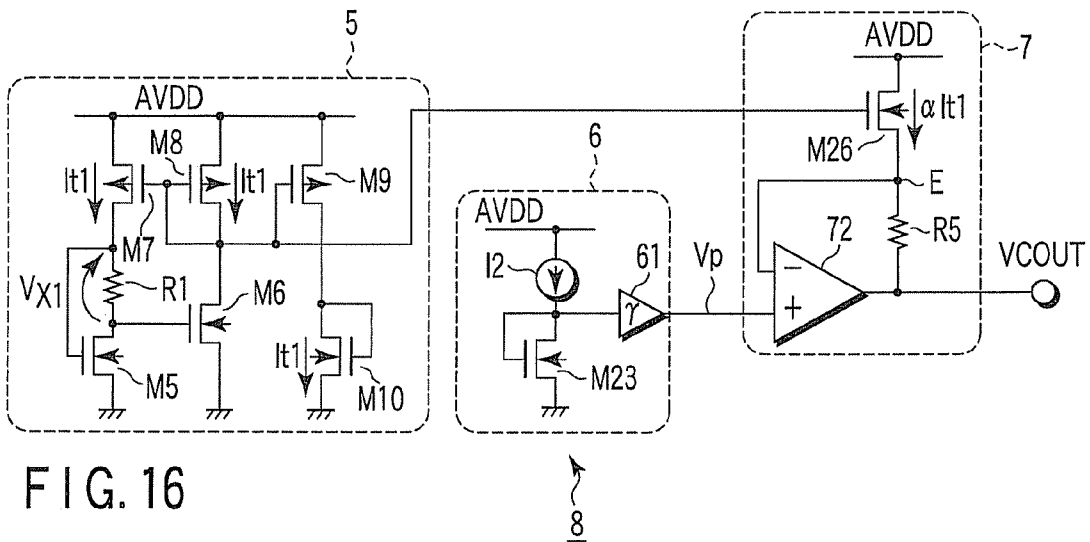 5
AVDD
M8
It1
It1
M9
M7
VX1
R1
M6
M5
It1
M10
6
AVDD
I2
61
γ
Vp
M23
7
AVDD
αIt1
M26
E
R5
72
−
+
VCOUT
8
FIG. 16